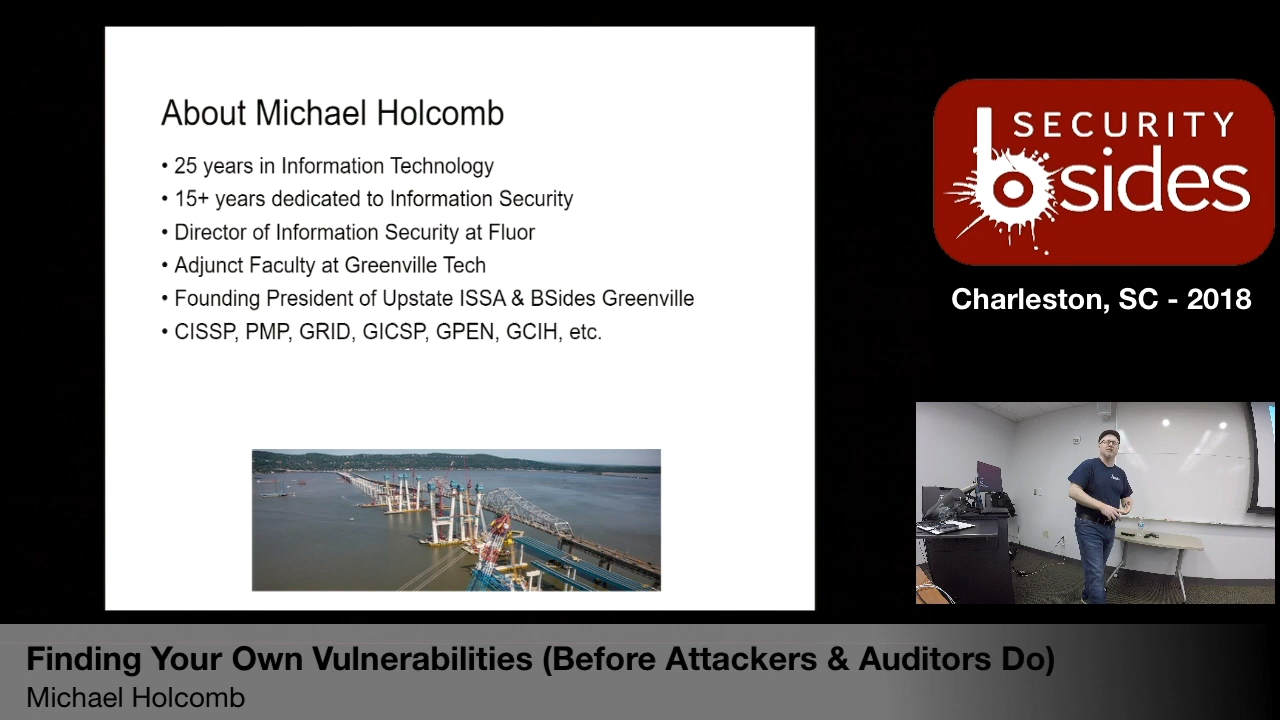 About Michael Holcomb
• 25 years in Information Technology
• 15+ years dedicated to Information Security
• Director of Information Security at Fluor
• Adjunct Faculty at Greenville Tech
• Founding President of Upstate ISSA & BSides Greenville
• CISSP, PMP, GRID, GICSP, GPEN, GCIH, etc.
SECURITY
bsides
Charleston, SC - 2018
Finding Your Own Vulnerabilities (Before Attackers & Auditors Do)
Michael Holcomb